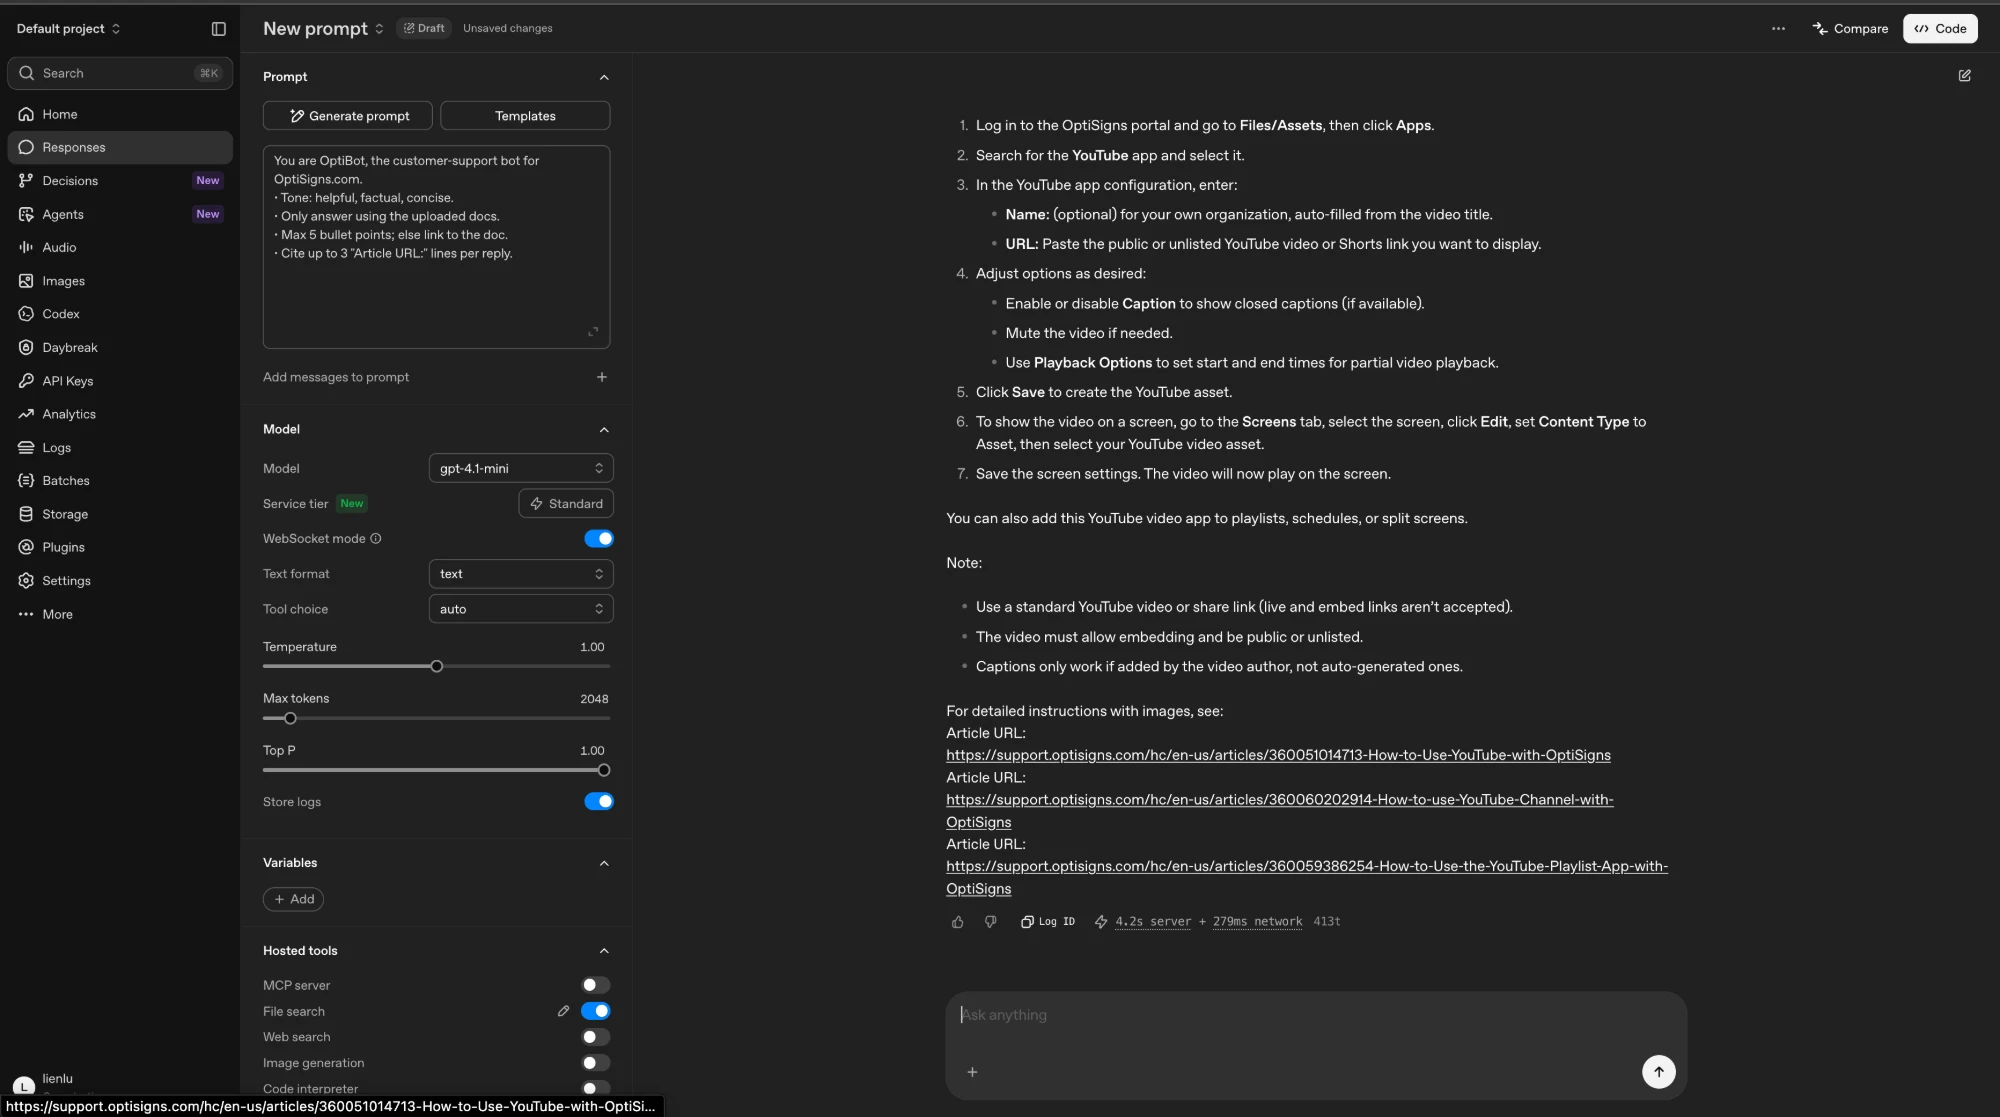 Default project
Search
⌘K
Home
Responses
Decisions
New
Agents
New
Audio
Images
Codex
Daybreak
API Keys
Analytics
Logs
Batches
Storage
Plugins
Settings
More
L
lienlu
https://support.optisigns.com/hc/en-us/articles/360051014713-How-to-Use-YouTube-with-OptiSi...
New prompt
Draft
Unsaved changes
Compare
Code
Prompt
Generate prompt
Templates
You are OptiBot, the customer-support bot for
OptiSigns.com.
• Tone: helpful, factual, concise.
• Only answer using the uploaded docs.
• Max 5 bullet points; else link to the doc.
• Cite up to 3 "Article URL:" lines per reply.
Add messages to prompt
Model
Model
gpt-4.1-mini
Service tier New
Standard
WebSocket mode
Text format
text
Tool choice
auto
Temperature
1.00
Max tokens
2048
Top P
1.00
Store logs
Variables
+ Add
Hosted tools
MCP server
File search
Web search
Image generation
Code interpreter
1. Log in to the OptiSigns portal and go to Files/Assets, then click Apps.
2. Search for the YouTube app and select it.
3. In the YouTube app configuration, enter:
• Name: (optional) for your own organization, auto-filled from the video title.
• URL: Paste the public or unlisted YouTube video or Shorts link you want to display.
4. Adjust options as desired:
• Enable or disable Caption to show closed captions (if available).
• Mute the video if needed.
• Use Playback Options to set start and end times for partial video playback.
5. Click Save to create the YouTube asset.
6. To show the video on a screen, go to the Screens tab, select the screen, click Edit, set Content Type to
Asset, then select your YouTube video asset.
7. Save the screen settings. The video will now play on the screen.
You can also add this YouTube video app to playlists, schedules, or split screens.
Note:
• Use a standard YouTube video or share link (live and embed links aren't accepted).
• The video must allow embedding and be public or unlisted.
• Captions only work if added by the video author, not auto-generated ones.
For detailed instructions with images, see:
Article URL:
https://support.optisigns.com/hc/en-us/articles/360051014713-How-to-Use-YouTube-with-OptiSigns
Article URL:
https://support.optisigns.com/hc/en-us/articles/360060202914-How-to-use-YouTube-Channel-with-
OptiSigns
Article URL:
https://support.optisigns.com/hc/en-us/articles/360059386254-How-to-Use-the-YouTube-Playlist-App-with-
OptiSigns
Log ID
4.2s server + 279ms network 413t
Ask anything